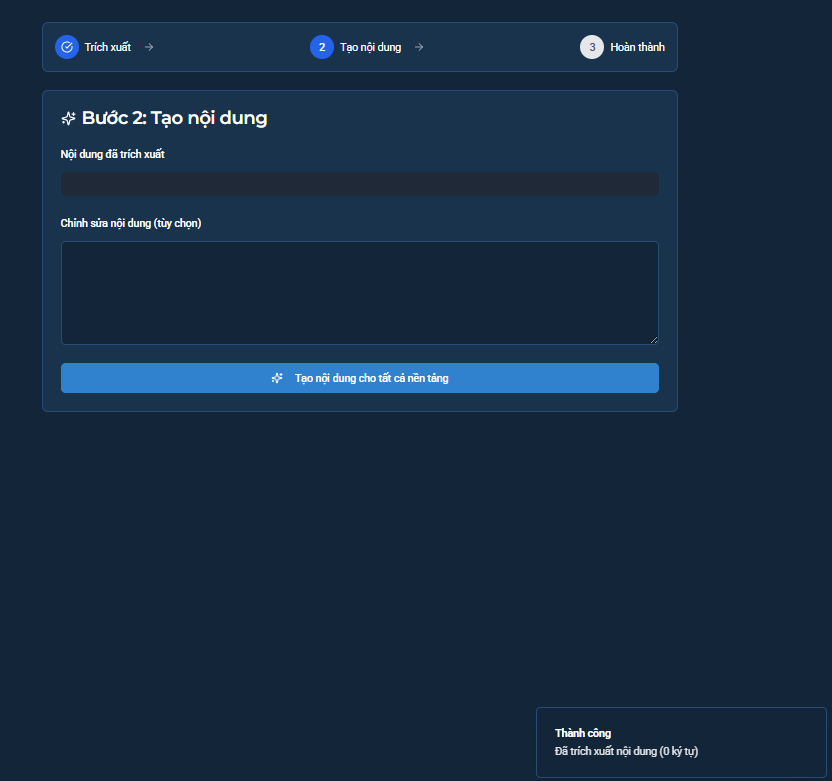 Trích xuất
2 Tạo nội dung
3 Hoàn thành
Bước 2: Tạo nội dung
Nội dung đã trích xuất
Chỉnh sửa nội dung (tùy chọn)
Tạo nội dung cho tất cả nền tảng
Thành công
Đã trích xuất nội dung (0 ký tự)